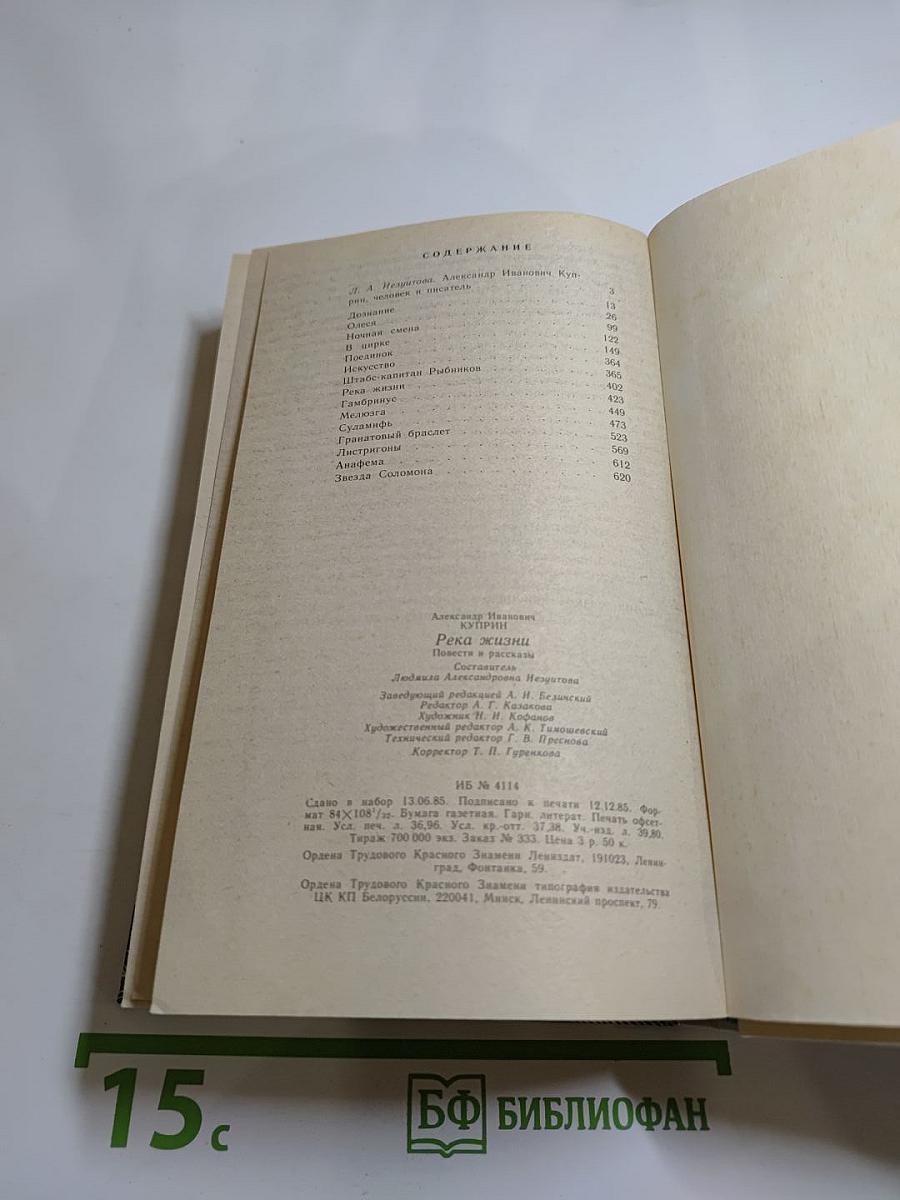 СОДЕРЖАНИЕ
Л. А. Иезуитова. Александр Иванович Куп-
рин, человек и писатель . . . . . . . . 3
Дознание . . . . . . . . 13
Олеся . . . . . . . . 26
Ночная смена . . . . . . . . 99
В цирке . . . . . . . . 122
Поединок . . . . . . . . 149
Искусство . . . . . . . . 364
Штабс-капитан Рыбников . . . . . . . . 365
Река жизни . . . . . . . . 402
Гамбринус . . . . . . . . 423
Мелюзга . . . . . . . . 449
Суламифь . . . . . . . . 473
Гранатовый браслет . . . . . . . . 523
Листригоны . . . . . . . . 569
Анафема . . . . . . . . 612
Звезда Соломона . . . . . . . . 620
Александр Иванович
КУПРИН
Река жизни
Повести и рассказы
Составитель
Людмила Александровна Иезуитова
Заведующий редакцией А. И. Белинский
Редактор А. Г. Казакова
Художник Н. И. Кофанов
Художественный редактор А. К. Тимошевский
Технический редактор Г. В. Преснова
Корректор Т. П. Гуренкова
ИБ № 4114
Сдано в набор 13.06.85. Подписано к печати 12.12.85. Фор-
мат 84×108¹/₃₂. Бумага газетная. Гарн. литерат. Печать офсет-
ная. Усл. печ. л. 36,96. Усл. кр.-отт. 37,38. Уч.-изд. л. 39,80.
Тираж 700 000 экз. Заказ № 333. Цена 3 р. 50 к.
Ордена Трудового Красного Знамени Лениздат, 191023, Ленин-
град, Фонтанка, 59.
Ордена Трудового Красного Знамени типография издательства
ЦК КП Белоруссии, 220041, Минск, Ленинский проспект, 79.
15 с
БФ БИБЛИОФАН